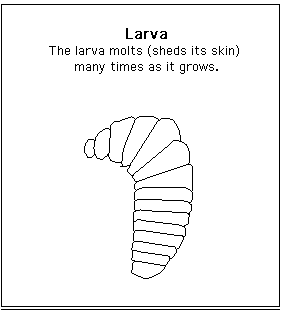 Larva
The larva molts (sheds its skin)
many times as it grows.